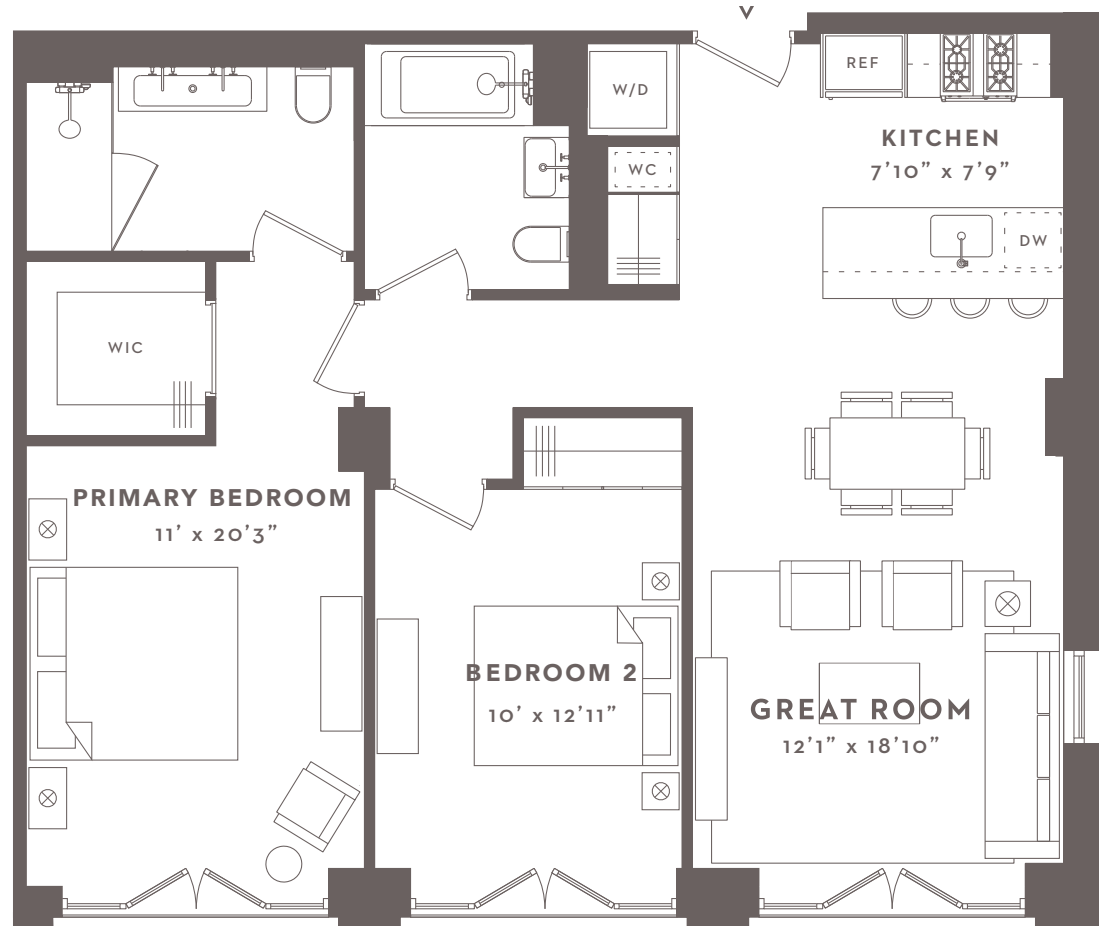 REF
W/D
KITCHEN
7'10" x 7'9"
WC
DW
WIC
PRIMARY BEDROOM
11' x 20'3"
BEDROOM 2
10' x 12'11"
GREAT ROOM
12'1" x 18'10"